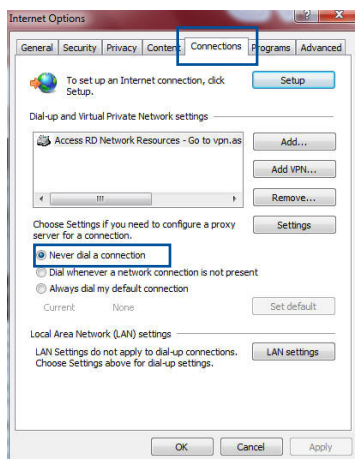 Internet Options
General Security Privacy Content Connections Programs Advanced
To set up an Internet connection, click
Setup.
Setup
Dial-up and Virtual Private Network settings
Access RD Network Resources - Go to vpn.as
Add...
Add VPN...
Remove...
Choose Settings if you need to configure a proxy
server for a connection.
Settings
Never dial a connection
Dial whenever a network connection is not present
Always dial my default connection
Current None
Set default
Local Area Network (LAN) settings
LAN Settings do not apply to dial-up connections.
Choose Settings above for dial-up settings.
LAN settings
OK Cancel Apply